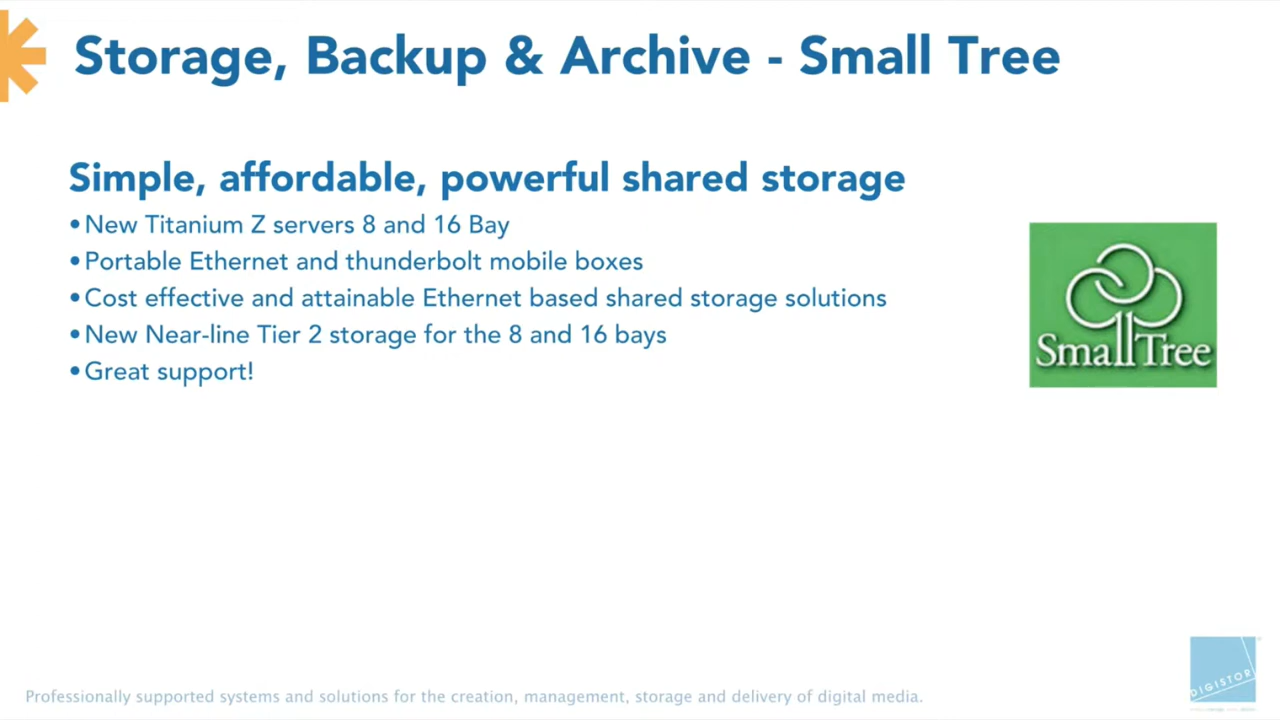 Storage, Backup & Archive - Small Tree
Simple, affordable, powerful shared storage
•New Titanium Z servers 8 and 16 Bay
•Portable Ethernet and thunderbolt mobile boxes
•Cost effective and attainable Ethernet based shared storage solutions
•New Near-line Tier 2 storage for the 8 and 16 bays
•Great support!
SmallTree
DIGISTOR
Professionally supported systems and solutions for the creation, management, storage and delivery of digital media.